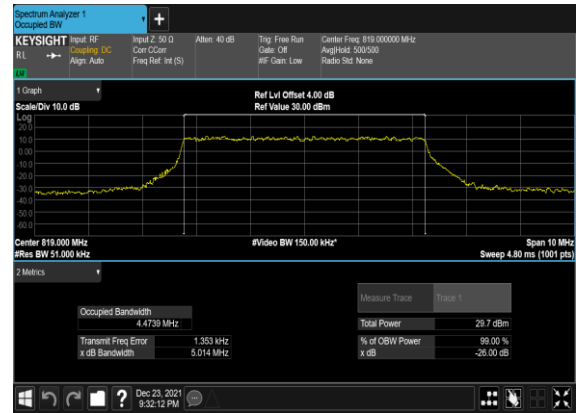 Spectrum Analyzer 1
Occupied BW
+
KEYSIGHT Input: RF Input Z: 50 Ω Atten: 40 dB Trig: Free Run Center Freq: 819.000000 MHz
RL Coupling: DC Corr CCorr Gate: Off Avg|Hold: 500/500
Align: Auto Freq Ref: Int (S) #IF Gain: Low Radio Std: None
1 Graph
Ref Lvl Offset 4.00 dB
Scale/Div 10.0 dB Ref Value 30.00 dBm
Log
20.0
10.0
0.00
-10.0
-20.0
-30.0
-40.0
-50.0
-60.0
Center 819.000 MHz #Video BW 150.00 kHz* Span 10 MHz
#Res BW 51.000 kHz Sweep 4.80 ms (1001 pts)
2 Metrics
Measure Trace Trace 1
Occupied Bandwidth
4.4739 MHz
Total Power 29.7 dBm
Transmit Freq Error 1.353 kHz % of OBW Power 99.00 %
x dB Bandwidth 5.014 MHz x dB -26.00 dB
? Dec 23, 2021
9:32:12 PM